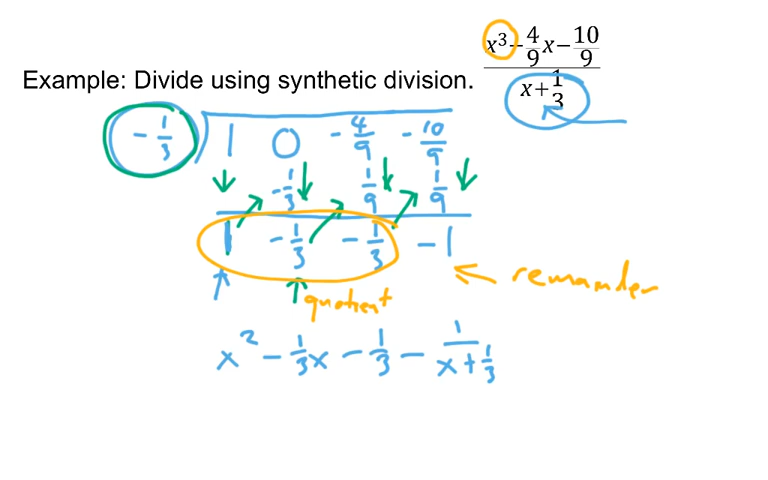 x³ - 4/9 x - 10/9
Example: Divide using synthetic division.
x + 1/3
- 1/3 ) 1 0 - 4/9 - 10/9
- 1/3 1/9 1/9
1 - 1/3 - 1/3 - 1
remainder
quotient
x² - 1/3 x - 1/3 - 1/(x + 1/3)